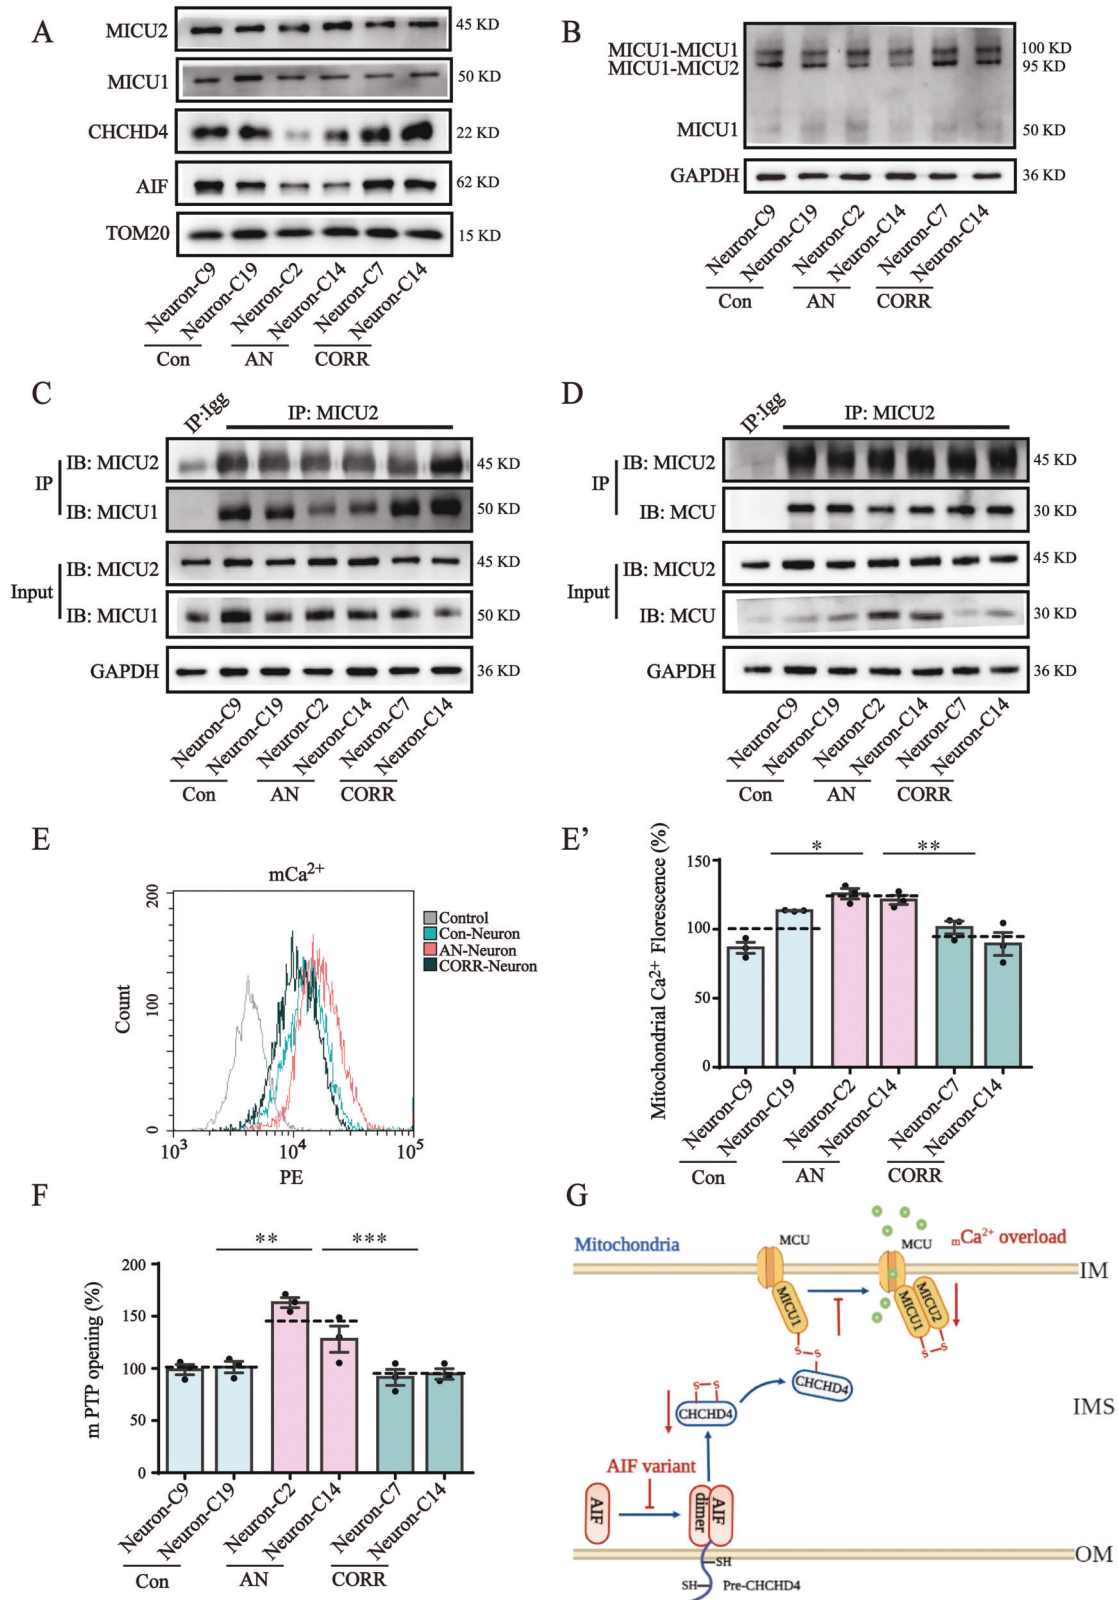 A
MICU2
45 KD
MICU1
50 KD
CHCHD4
22 KD
AIF
62 KD
TOM20
15 KD
Neuron-C9
Neuron-C19
Neuron-C2
Neuron-C14
Neuron-C7
Neuron-C14
Con
AN
CORR
B
MICU1-MICU1
100 KD
MICU1-MICU2
95 KD
MICU1
50 KD
GAPDH
36 KD
Neuron-C9
Neuron-C19
Neuron-C2
Neuron-C14
Neuron-C7
Neuron-C14
Con
AN
CORR
C
IP:Igg
IP: MICU2
IP
IB: MICU2
45 KD
IB: MICU1
50 KD
Input
IB: MICU2
45 KD
IB: MICU1
50 KD
GAPDH
36 KD
Neuron-C9
Neuron-C19
Neuron-C2
Neuron-C14
Neuron-C7
Neuron-C14
Con
AN
CORR
D
IP:Igg
IP: MICU2
IP
IB: MICU2
45 KD
IB: MCU
30 KD
Input
IB: MICU2
45 KD
IB: MCU
30 KD
GAPDH
36 KD
Neuron-C9
Neuron-C19
Neuron-C2
Neuron-C14
Neuron-C7
Neuron-C14
Con
AN
CORR
E
mCa²⁺
Count
200
100
0
10³
10⁴
10⁵
PE
Control
Con-Neuron
AN-Neuron
CORR-Neuron
E’
Mitochondrial Ca²⁺ Florescence (%)
150
100
50
0
*
**
Neuron-C9
Neuron-C19
Neuron-C2
Neuron-C14
Neuron-C7
Neuron-C14
Con
AN
CORR
F
m PTP opening (%)
200
150
100
50
0
**
***
Neuron-C9
Neuron-C19
Neuron-C2
Neuron-C14
Neuron-C7
Neuron-C14
Con
AN
CORR
G
Mitochondria
MCU
MCU
mCa²⁺ overload
IM
MICU1
MICU1
MICU2
S
S
S
S
CHCHD4
IMS
S
S
CHCHD4
AIF variant
AIF
dimer
AIF
OM
SH
SH
Pre-CHCHD4